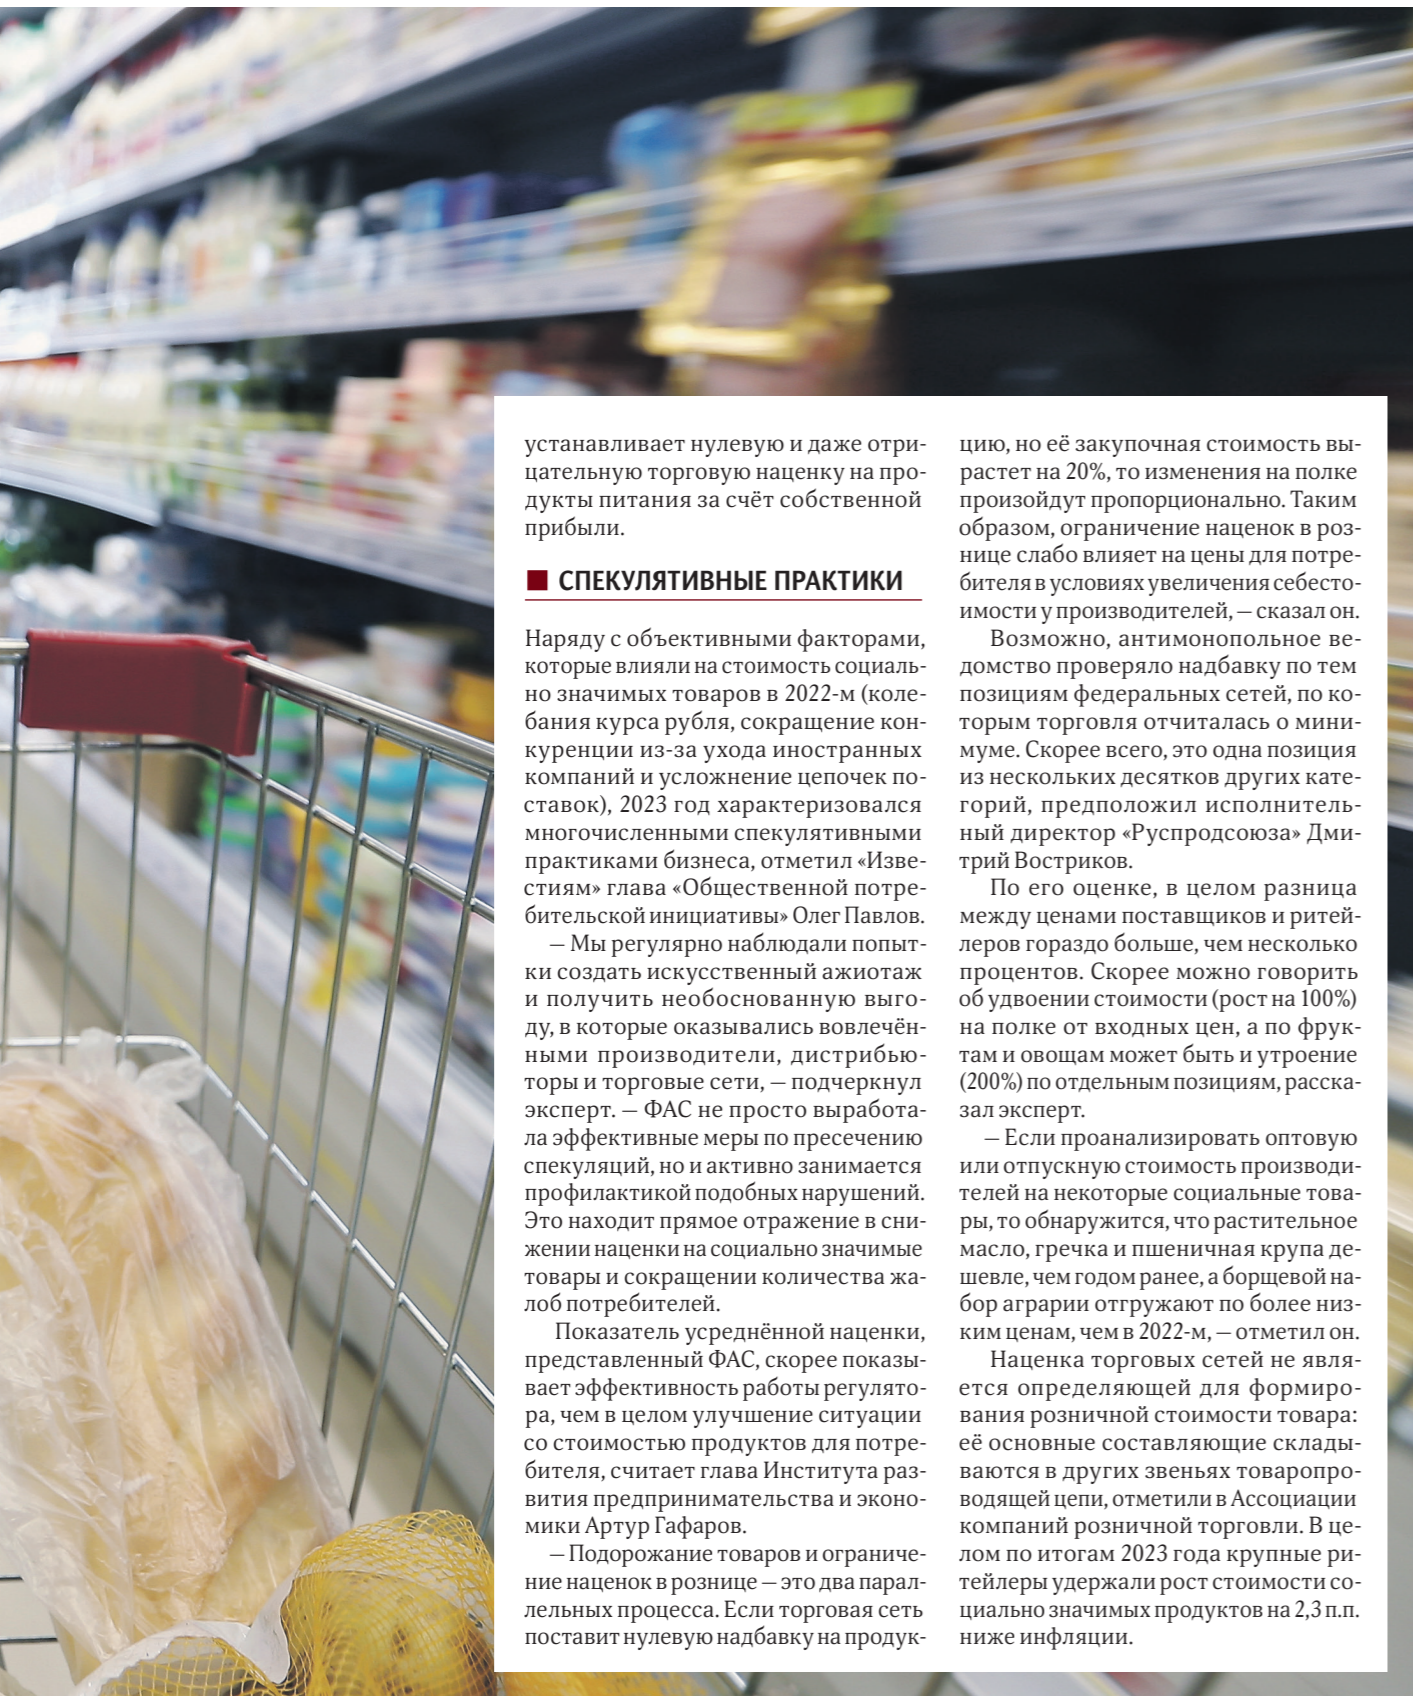 устанавливает нулевую и даже отри-
цательную торговую наценку на про-
дукты питания за счёт собственной
прибыли.
СПЕКУЛЯТИВНЫЕ ПРАКТИКИ
Наряду с объективными факторами,
которые влияли на стоимость социаль-
но значимых товаров в 2022-м (коле-
бания курса рубля, сокращение кон-
куренции из-за ухода иностранных
компаний и усложнение цепочек по-
ставок), 2023 год характеризовался
многочисленными спекулятивными
практиками бизнеса, отметил «Изве-
стиям» глава «Общественной потре-
бительской инициативы» Олег Павлов.
— Мы регулярно наблюдали попыт-
ки создать искусственный ажиотаж
и получить необоснованную выго-
ду, в которые оказывались вовлечён-
ными производители, дистрибью-
торы и торговые сети, — подчеркнул
эксперт. — ФАС не просто выработа-
ла эффективные меры по пресечению
спекуляций, но и активно занимается
профилактикой подобных нарушений.
Это находит прямое отражение в сни-
жении наценки на социально значимые
товары и сокращении количества жа-
лоб потребителей.
Показатель усреднённой наценки,
представленный ФАС, скорее показы-
вает эффективность работы регулято-
ра, чем в целом улучшение ситуации
со стоимостью продуктов для потре-
бителя, считает глава Института раз-
вития предпринимательства и эконо-
мики Артур Гафаров.
— Подорожание товаров и ограниче-
ние наценок в рознице — это два парал-
лельных процесса. Если торговая сеть
поставит нулевую надбавку на продук-
цию, но её закупочная стоимость вы-
растет на 20%, то изменения на полке
произойдут пропорционально. Таким
образом, ограничение наценок в роз-
нице слабо влияет на цены для потре-
бителя в условиях увеличения себесто-
имости у производителей, — сказал он.
Возможно, антимонопольное ве-
домство проверяло надбавку по тем
позициям федеральных сетей, по ко-
торым торговля отчиталась о мини-
муме. Скорее всего, это одна позиция
из нескольких десятков других кате-
горий, предположил исполнитель-
ный директор «Руспродсоюза» Дми-
трий Востриков.
По его оценке, в целом разница
между ценами поставщиков и ритей-
леров гораздо больше, чем несколько
процентов. Скорее можно говорить
об удвоении стоимости (рост на 100%)
на полке от входных цен, а по фрук-
там и овощам может быть и утроение
(200%) по отдельным позициям, расска-
зал эксперт.
— Если проанализировать оптовую
или отпускную стоимость производи-
телей на некоторые социальные това-
ры, то обнаружится, что растительное
масло, гречка и пшеничная крупа де-
шевле, чем годом ранее, а борщевой на-
бор аграрии отгружают по более низ-
ким ценам, чем в 2022-м, — отметил он.
Наценка торговых сетей не явля-
ется определяющей для формиро-
вания розничной стоимости товара:
её основные составляющие склады-
ваются в других звеньях товаропро-
водящей цепи, отметили в Ассоциации
компаний розничной торговли. В це-
лом по итогам 2023 года крупные ри-
тейлеры удержали рост стоимости со-
циально значимых продуктов на 2,3 п.п.
ниже инфляции.